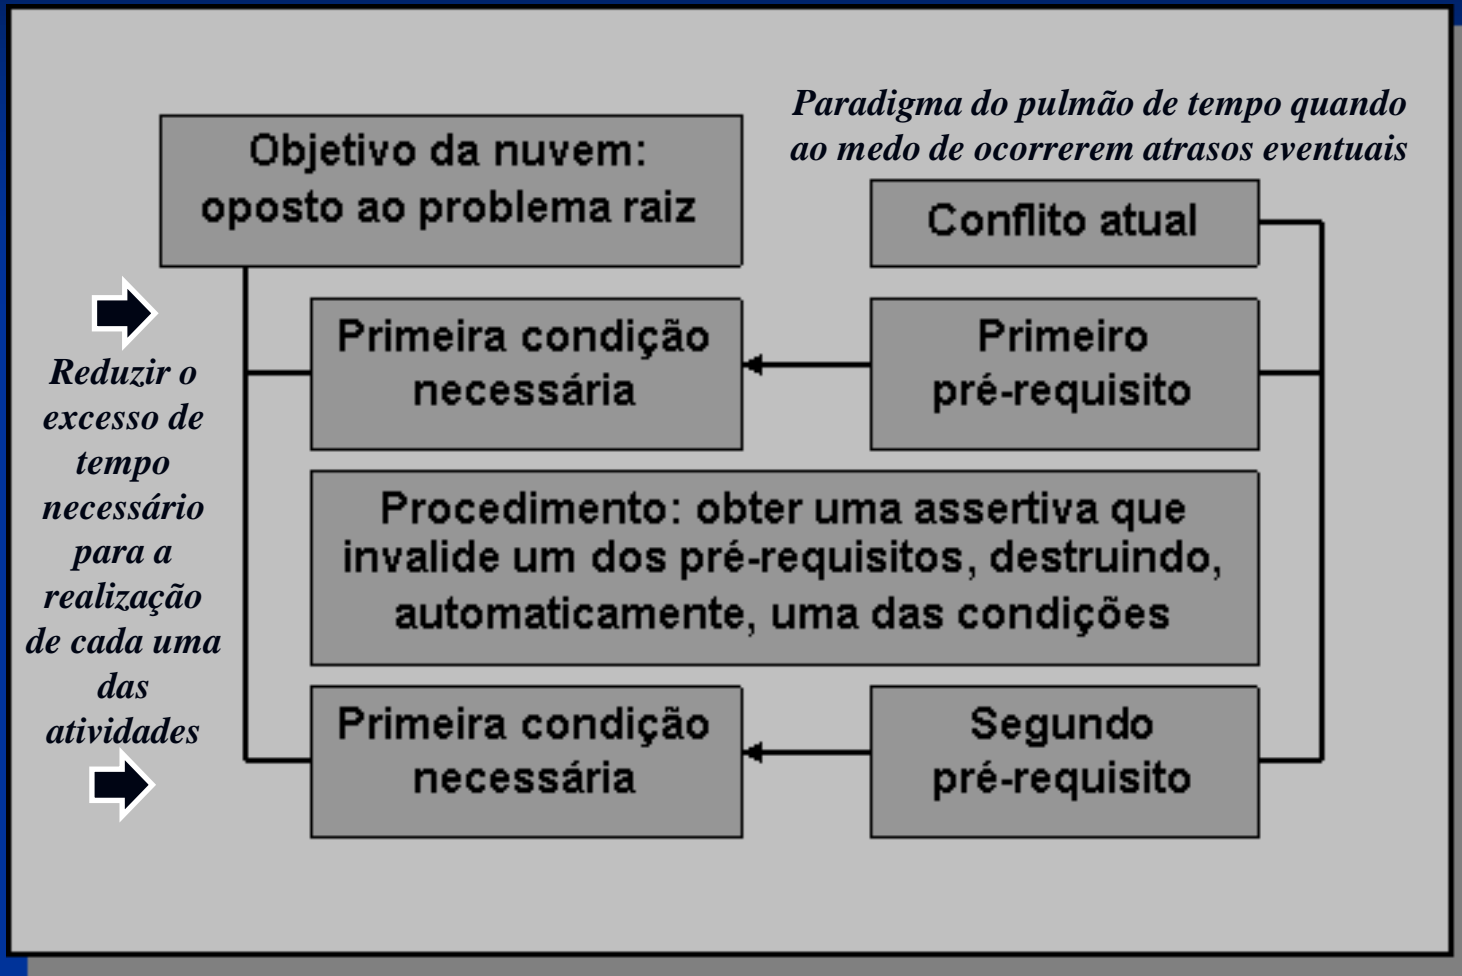 Paradigma do pulmão de tempo quando
ao medo de ocorrerem atrasos eventuais
Objetivo da nuvem:
oposto ao problema raiz
Conflito atual
Primeira condição
necessária
Primeiro
pré-requisito
Reduzir o
excesso de
tempo
necessário
para a
realização
de cada uma
das
atividades
Procedimento: obter uma assertiva que
invalide um dos pré-requisitos, destruindo,
automaticamente, uma das condições
Primeira condição
necessária
Segundo
pré-requisito